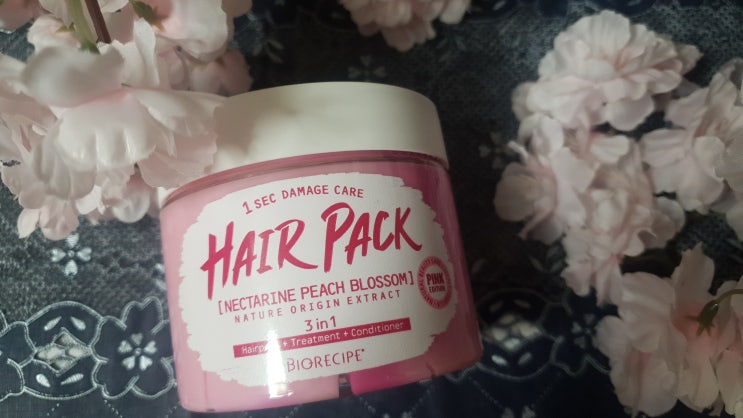 1 SEC DAMAGE CARE
HAIR PACK
[NECTARINE PEACH BLOSSOM]
NATURE ORIGIN EXTRACT
PINK
EDITION
3 in 1
+ Treatment + Conditioner
BIORECIPE